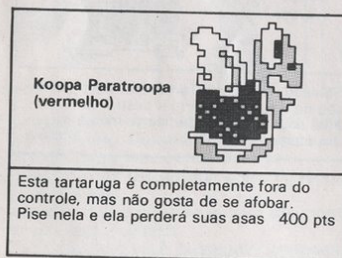 Koopa Paratroopa
(vermelho)
Esta tartaruga é completamente fora do
controle, mas não gosta de se afobar.
Pise nela e ela perderá suas asas 400 pts